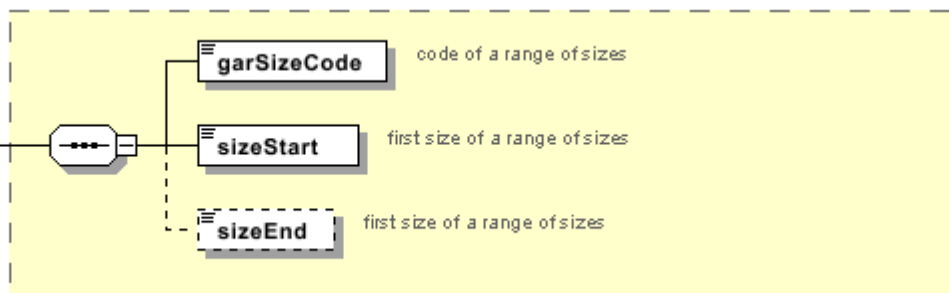 garSizeCode code of a range of sizes
sizeStart first size of a range of sizes
sizeEnd first size of a range of sizes